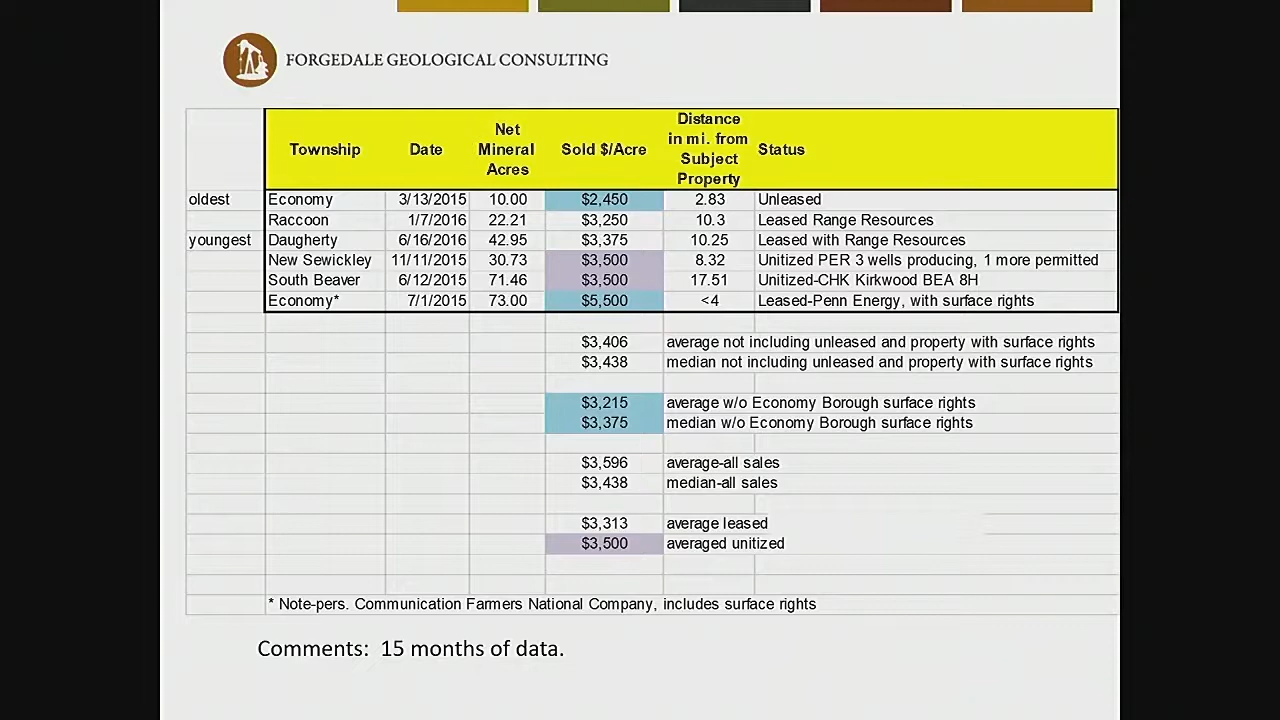 FORGEDALE GEOLOGICAL CONSULTING
Township Date Net Mineral Acres Sold $/Acre Distance in mi. from Subject Property Status
oldest Economy 3/13/2015 10.00 $2,450 2.83 Unleased
Raccoon 1/7/2016 22.21 $3,250 10.3 Leased Range Resources
youngest Daugherty 6/16/2016 42.95 $3,375 10.25 Leased with Range Resources
New Sewickley 11/11/2015 30.73 $3,500 8.32 Unitized PER 3 wells producing, 1 more permitted
South Beaver 6/12/2015 71.46 $3,500 17.51 Unitized-CHK Kirkwood BEA 8H
Economy* 7/1/2015 73.00 $5,500 <4 Leased-Penn Energy, with surface rights
$3,406 average not including unleased and property with surface rights
$3,438 median not including unleased and property with surface rights
$3,215 average w/o Economy Borough surface rights
$3,375 median w/o Economy Borough surface rights
$3,596 average-all sales
$3,438 median-all sales
$3,313 average leased
$3,500 averaged unitized
* Note-pers. Communication Farmers National Company, includes surface rights
Comments: 15 months of data.